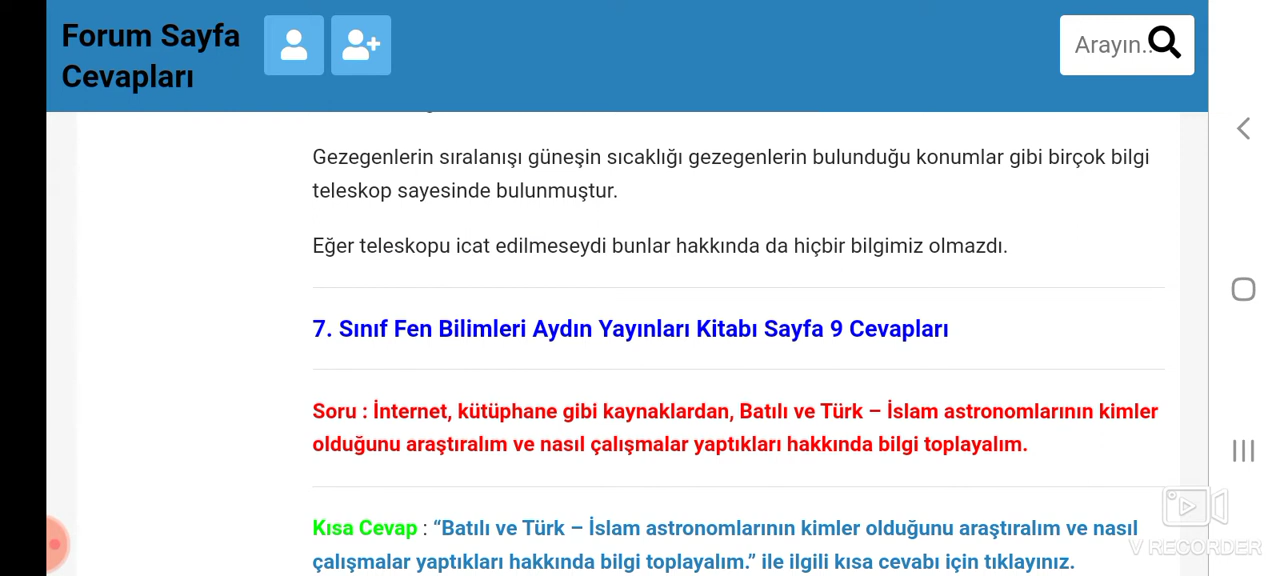 Forum Sayfa
Cevapları
Arayın..
Gezegenlerin sıralanışı güneşin sıcaklığı gezegenlerin bulunduğu konumlar gibi birçok bilgi
teleskop sayesinde bulunmuştur.
Eğer teleskopu icat edilmeseydi bunlar hakkında da hiçbir bilgimiz olmazdı.
7. Sınıf Fen Bilimleri Aydın Yayınları Kitabı Sayfa 9 Cevapları
Soru : İnternet, kütüphane gibi kaynaklardan, Batılı ve Türk – İslam astronomlarının kimler
olduğunu araştıralım ve nasıl çalışmalar yaptıkları hakkında bilgi toplayalım.
Kısa Cevap : “Batılı ve Türk – İslam astronomlarının kimler olduğunu araştıralım ve nasıl
çalışmalar yaptıkları hakkında bilgi toplayalım.” ile ilgili kısa cevabı için tıklayınız.
V RECORDER